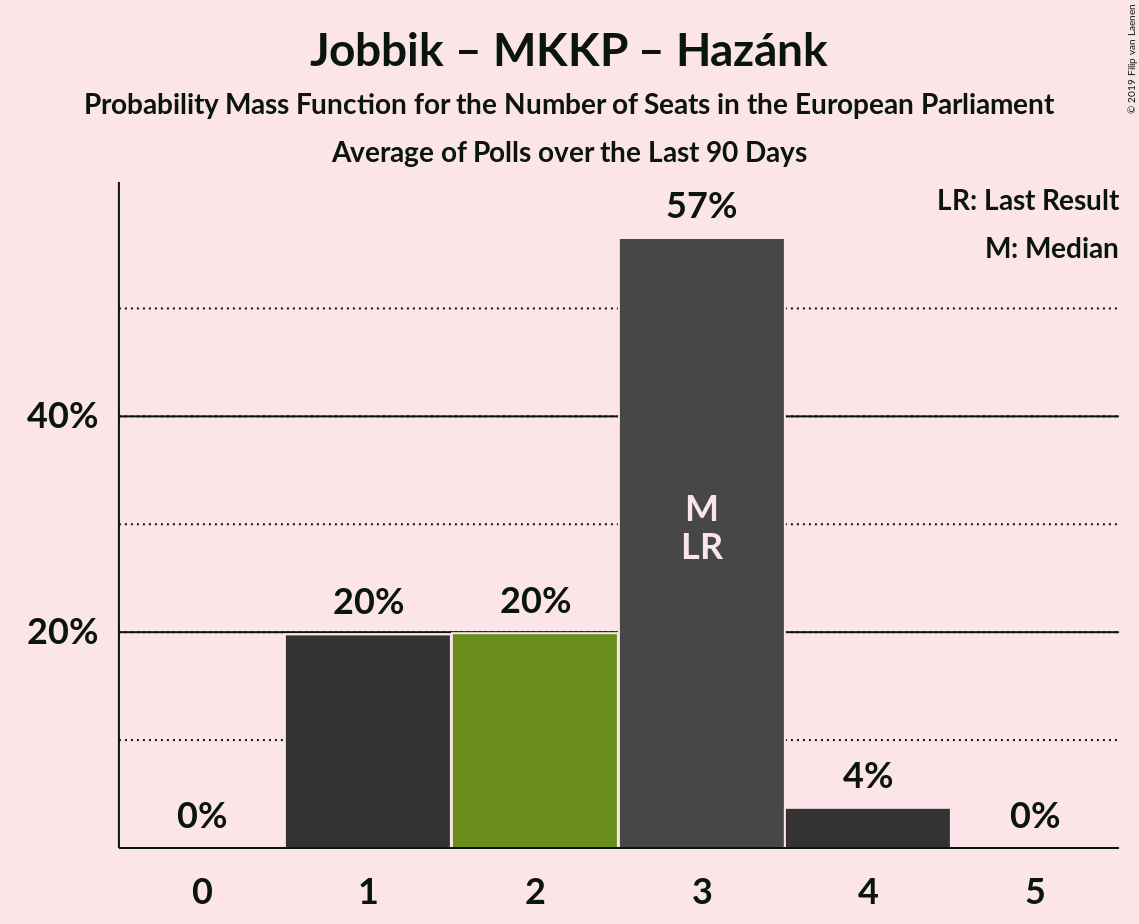 Jobbik – MKKP – Hazánk
Probability Mass Function for the Number of Seats in the European Parliament
Average of Polls over the Last 90 Days
© 2019 Filip van Laenen
LR: Last Result
M: Median
57%
40%
M
LR
20%
20%
20%
4%
0%
0%
0
1
2
3
4
5